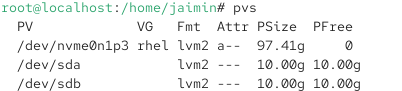 root@localhost:/home/jaimin# pvs
  PV             VG   Fmt  Attr PSize  PFree
  /dev/nvme0n1p3 rhel lvm2 a--  97.41g     0
  /dev/sda            lvm2 ---  10.00g 10.00g
  /dev/sdb            lvm2 ---  10.00g 10.00g